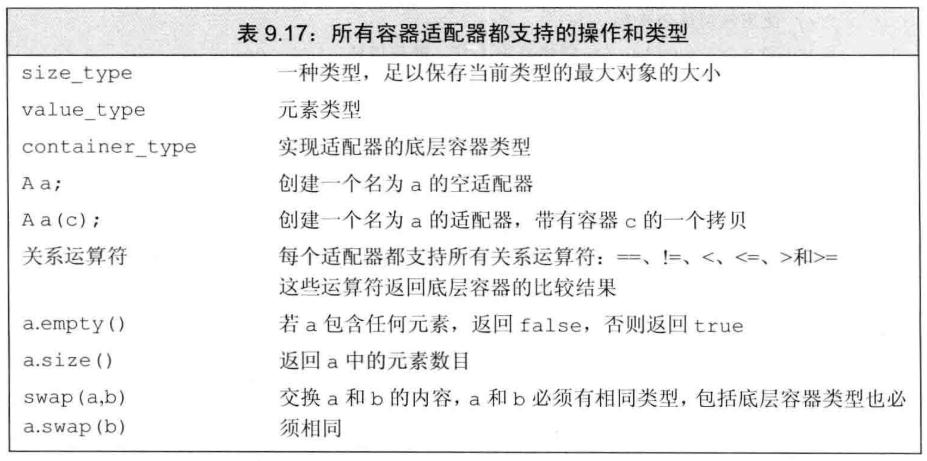 表 9.17：所有容器适配器都支持的操作和类型
size_type 一种类型，足以保存当前类型的最大对象的大小
value_type 元素类型
container_type 实现适配器的底层容器类型
A a; 创建一个名为 a 的空适配器
A a(c); 创建一个名为 a 的适配器，带有容器 c 的一个拷贝
关系运算符 每个适配器都支持所有关系运算符：==、!=、<、<=、>和>=
这些运算符返回底层容器的比较结果
a.empty() 若 a 包含任何元素，返回 false，否则返回 true
a.size() 返回 a 中的元素数目
swap(a,b) 交换 a 和 b 的内容，a 和 b 必须有相同类型，包括底层容器类型也必
a.swap(b) 须相同